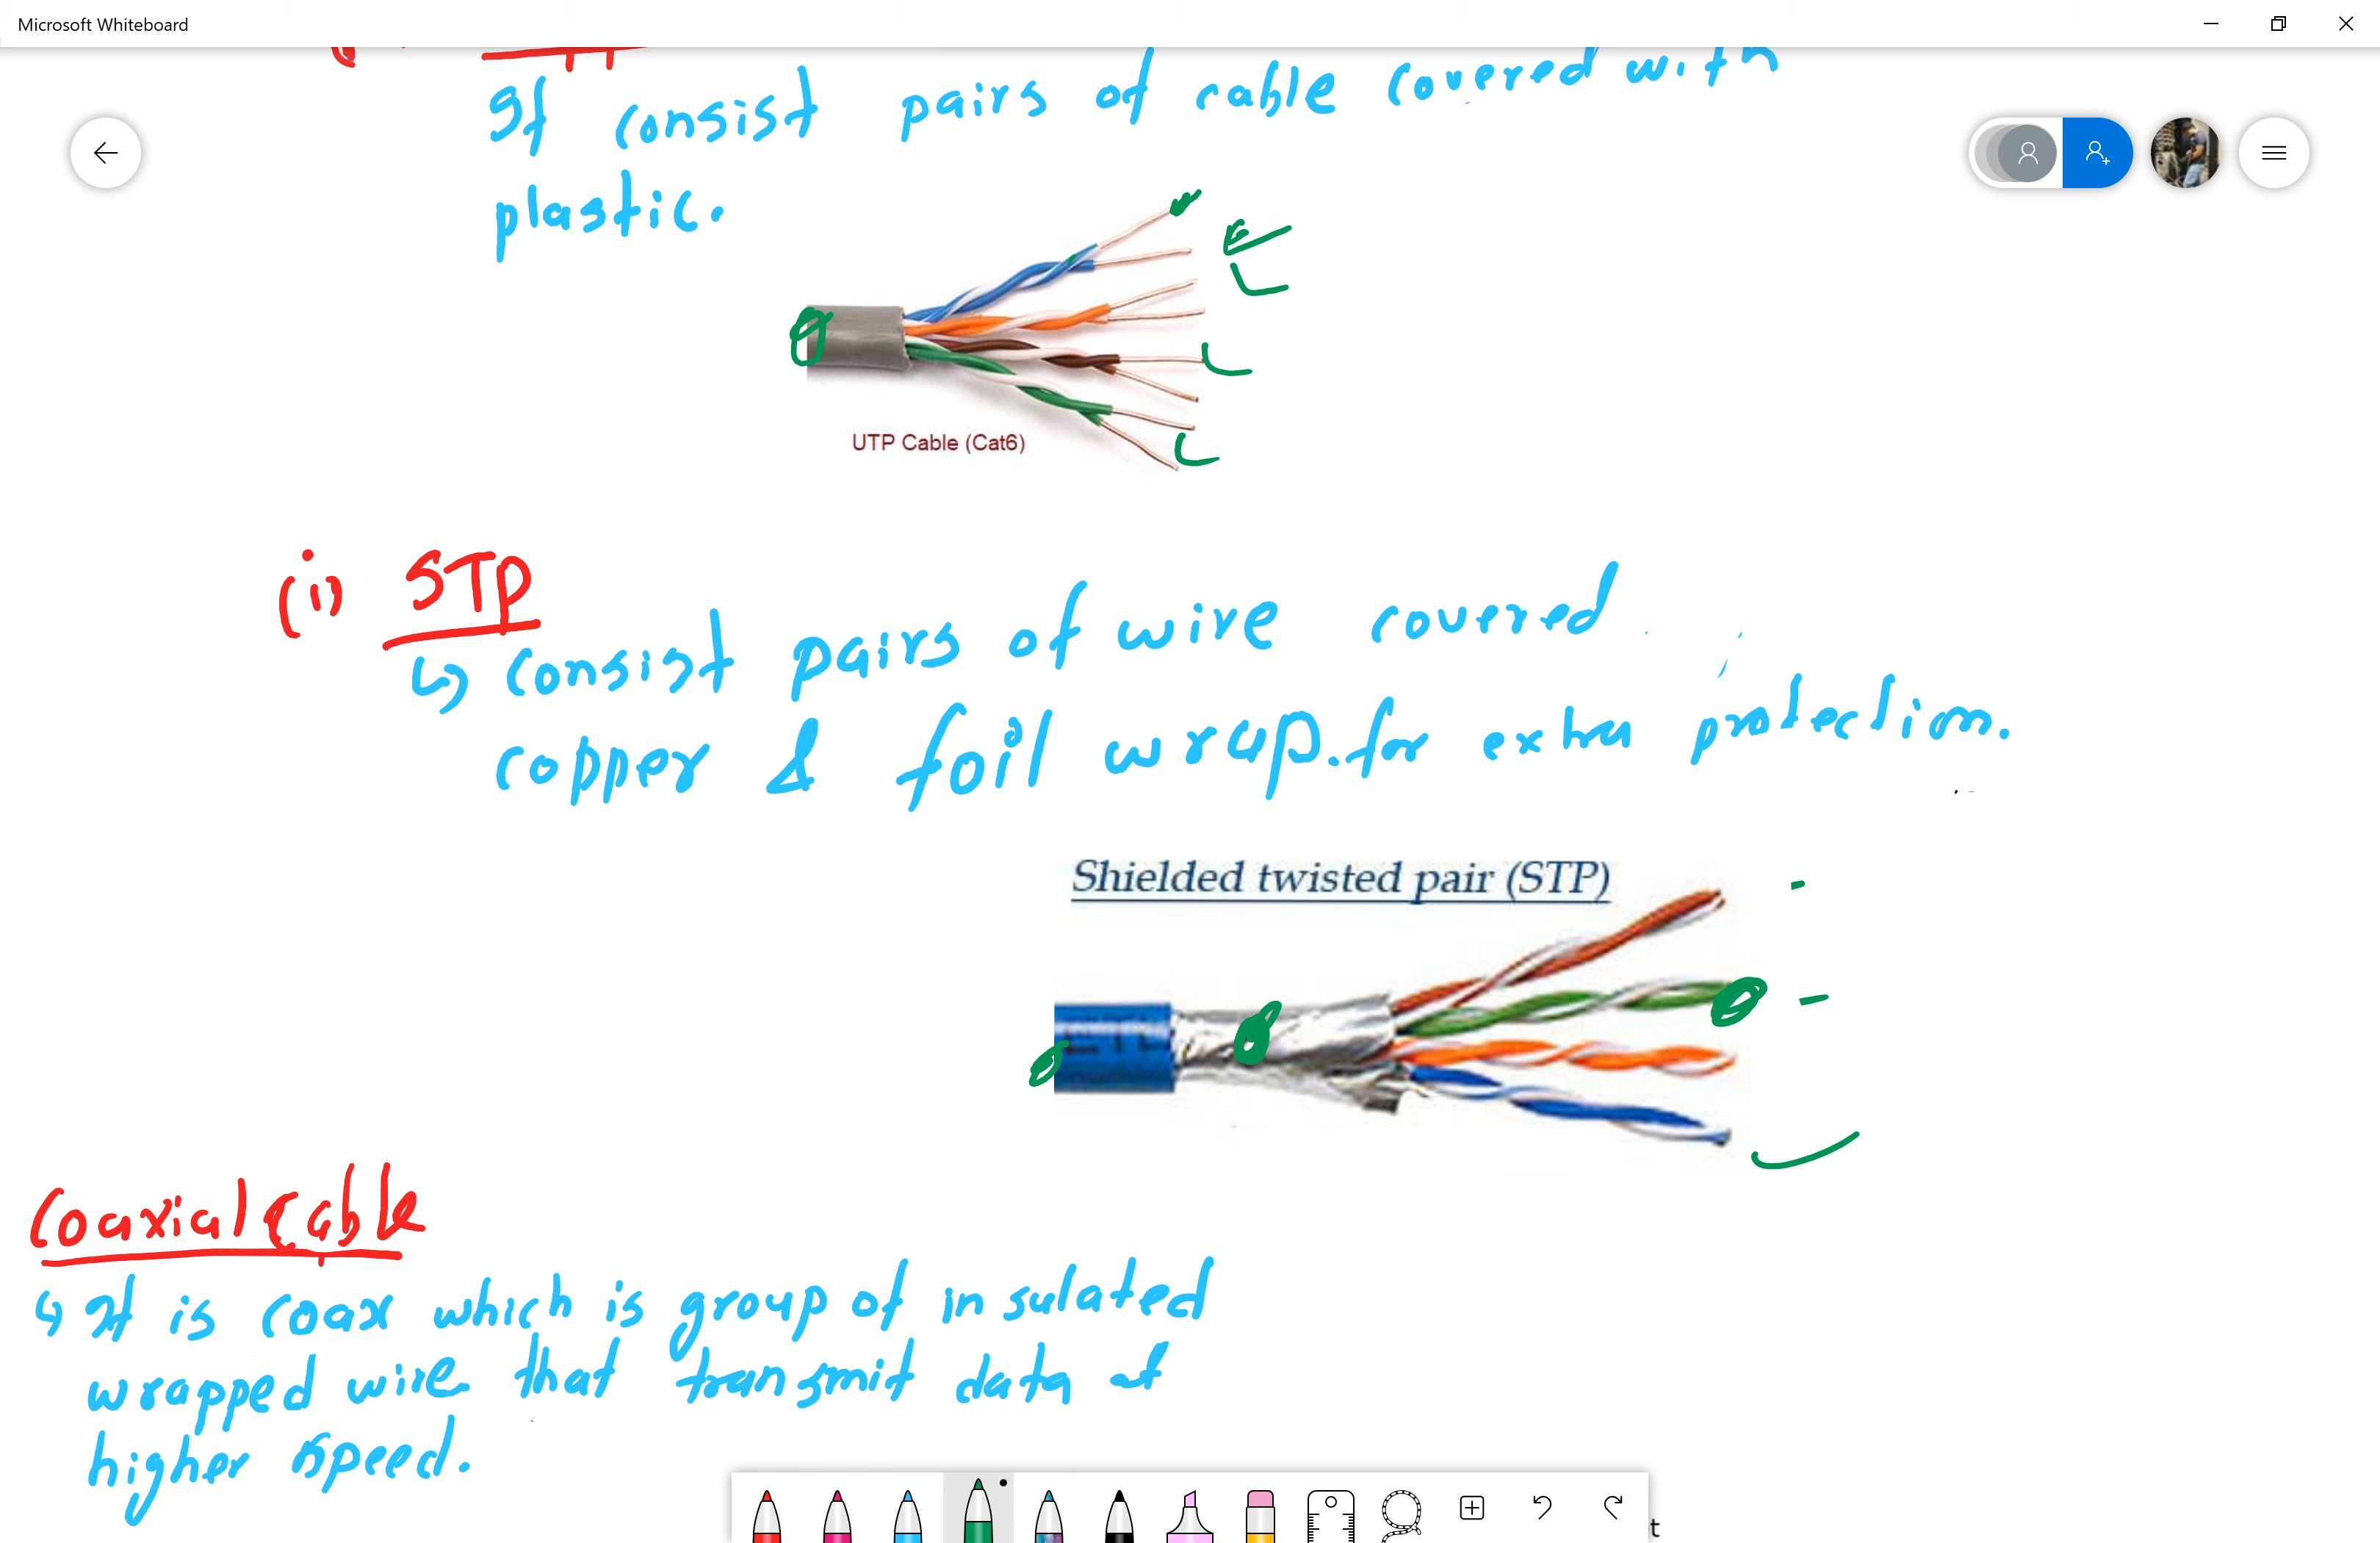 Microsoft Whiteboard
It consist pairs of cable covered with
plastic.
UTP Cable (Cat6)
(i) STP
↳ consist pairs of wire covered
copper & foil wrap. for extra protection.
Shielded twisted pair (STP)
Coaxial Cable
↳ It is coax which is group of insulated
wrapped wire that transmit data at
higher speed.